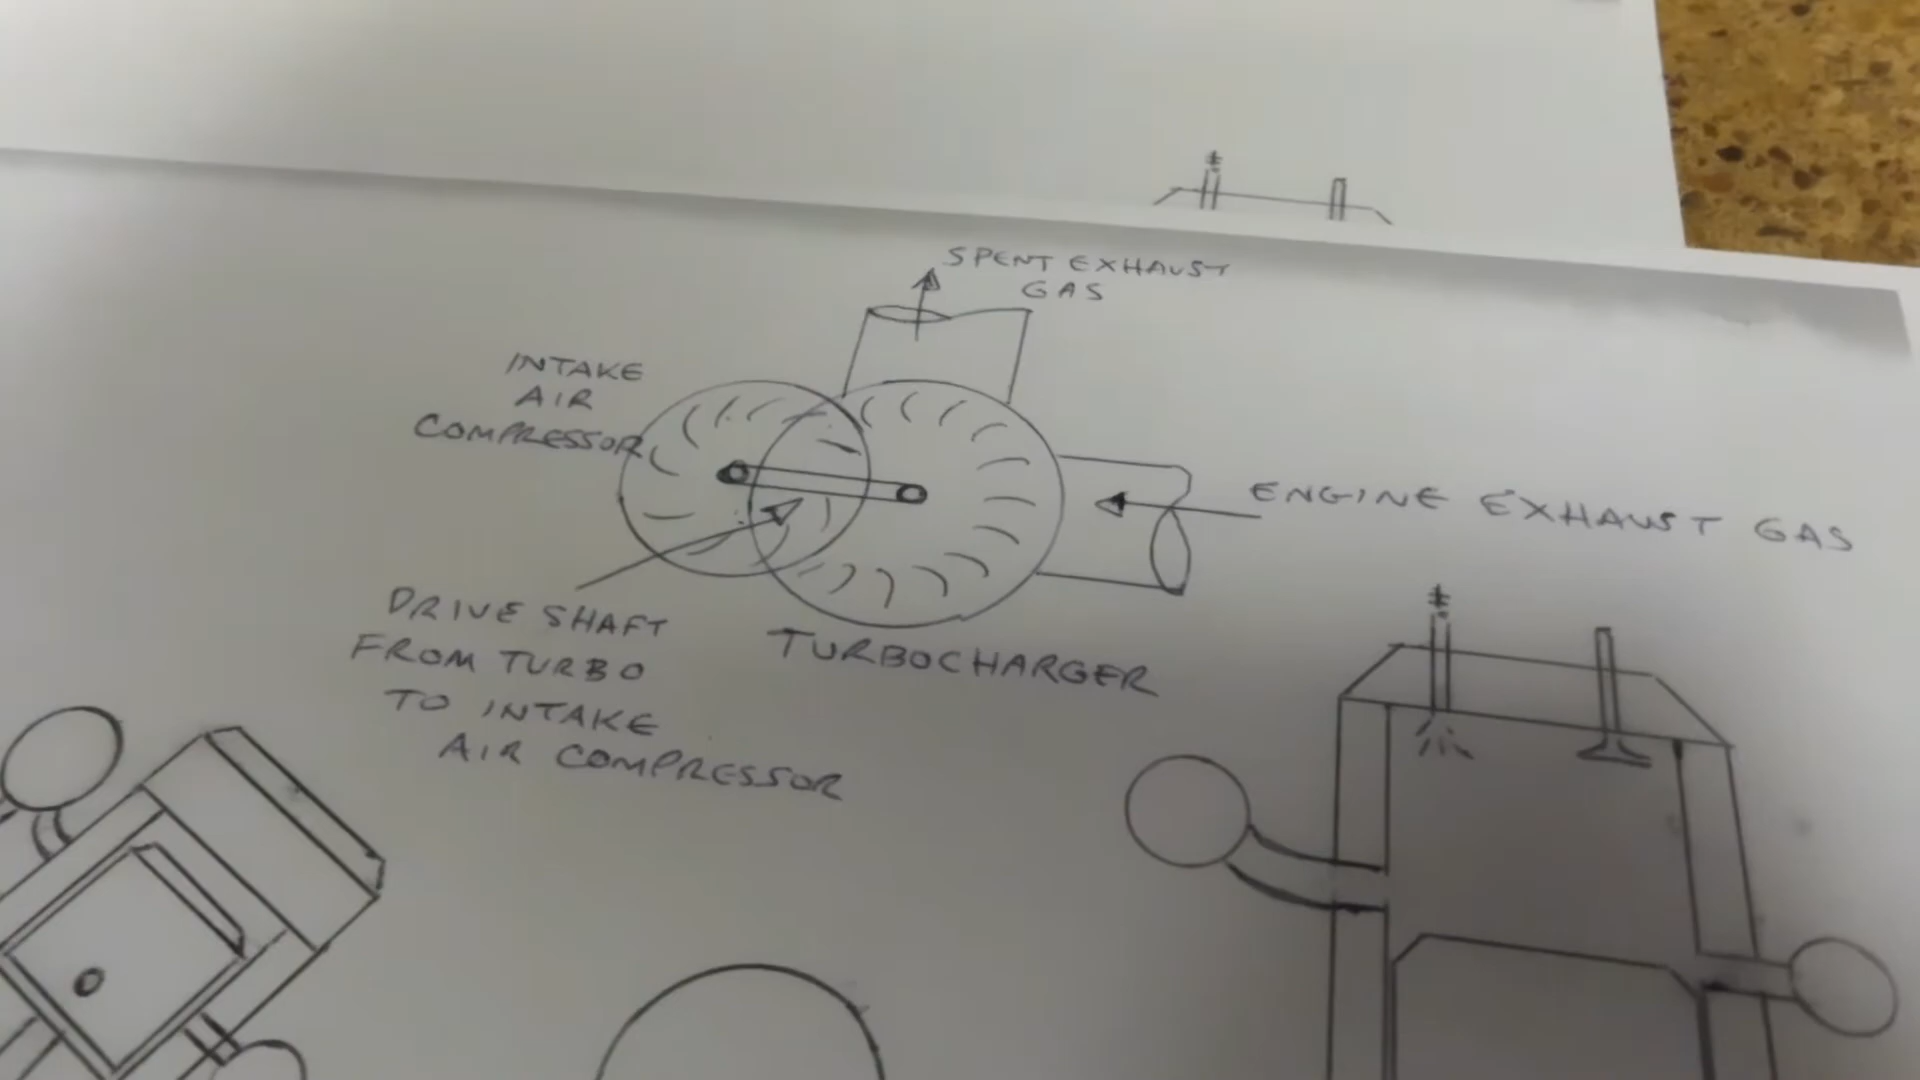 SPENT EXHAUST
GAS
INTAKE
AIR
COMPRESSOR
ENGINE EXHAUST GAS
DRIVE SHAFT
FROM TURBO
TO INTAKE
AIR COMPRESSOR
TURBOCHARGER